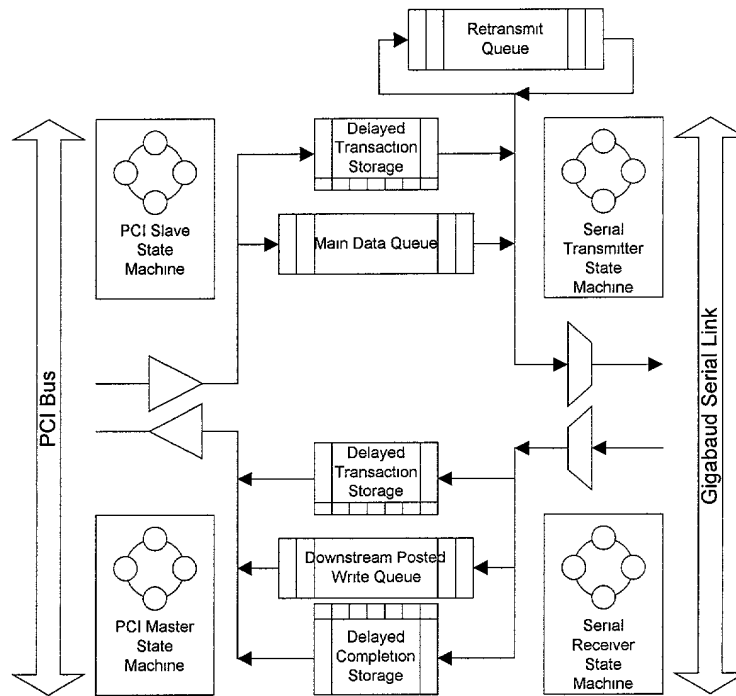 Retransmit
Queue
Delayed
Transaction
Storage
PCI Slave
State
Machine
Main Data Queue
Serial
Transmitter
State
Machine
PCI Bus
Gigabaud Serial Link
Delayed
Transaction
Storage
PCI Master
State
Machine
Downstream Posted
Write Queue
Delayed
Completion
Storage
Serial
Receiver
State
Machine